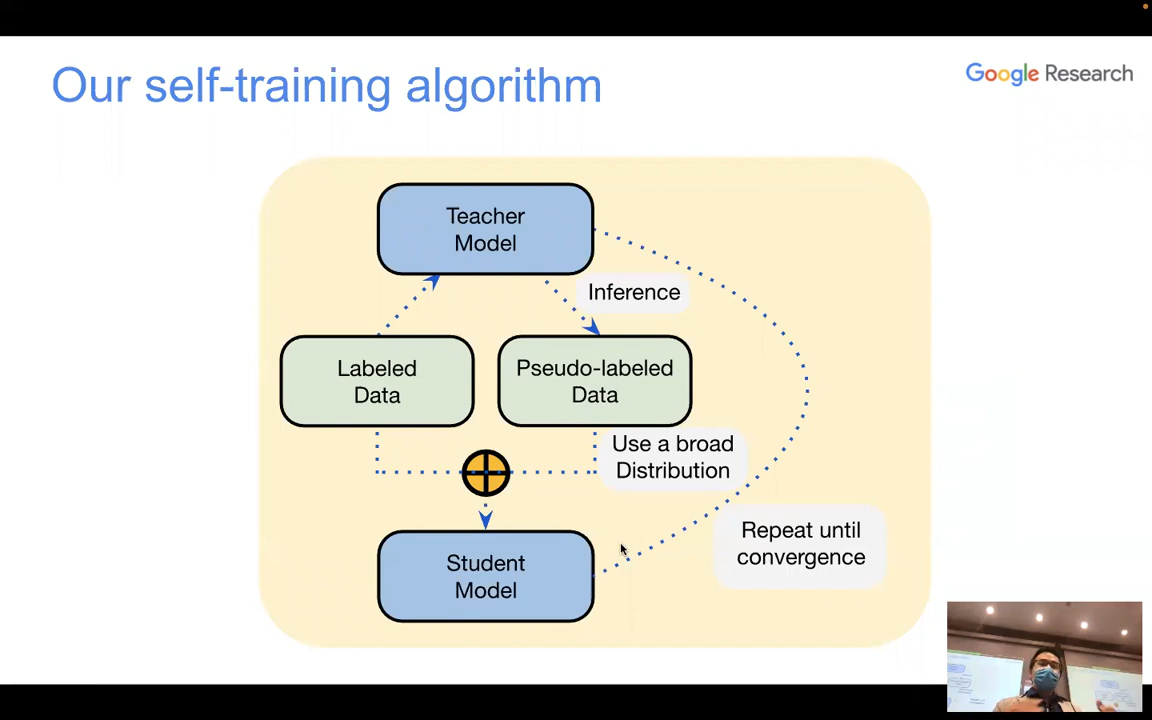 Our self-training algorithm
Google Research
Teacher
Model
Inference
Labeled
Data
Pseudo-labeled
Data
Use a broad
Distribution
Student
Model
Repeat until
convergence